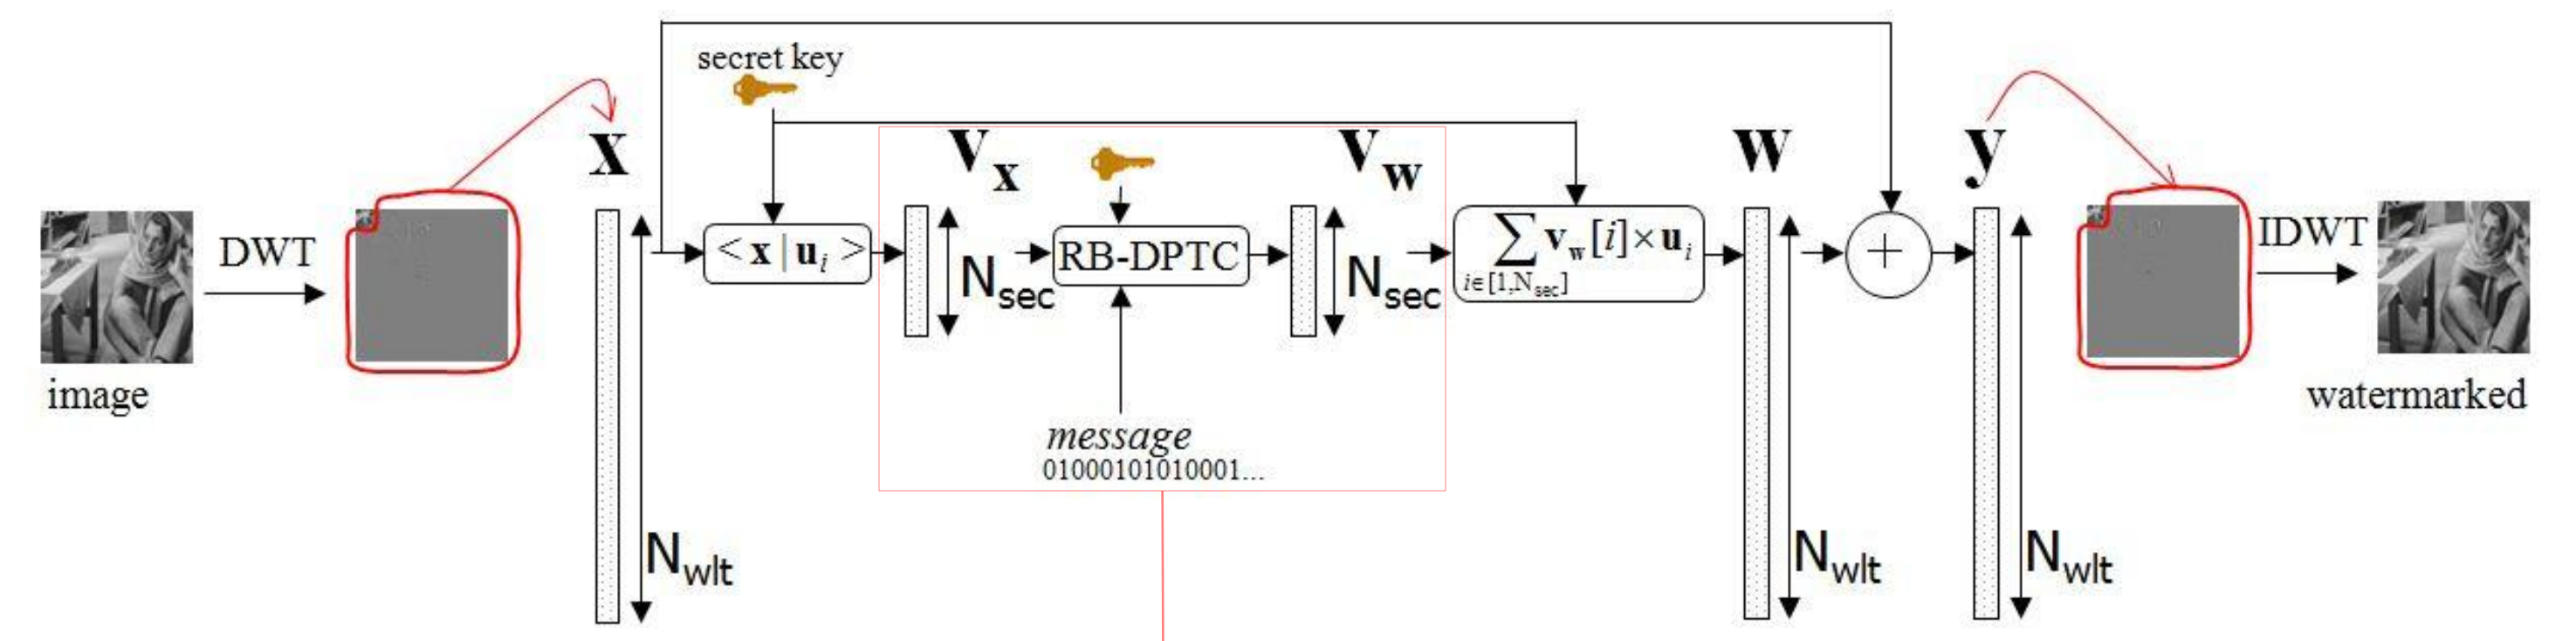 secret key
X
V_x
V_w
W
y
DWT
< x | u_i >
N_sec
RB-DPTC
N_sec
∑ v_w[i] × u_i
i∈[1,N_sec]
+
IDWT
image
watermarked
message
01000101010001...
N_wlt
N_wlt
N_wlt